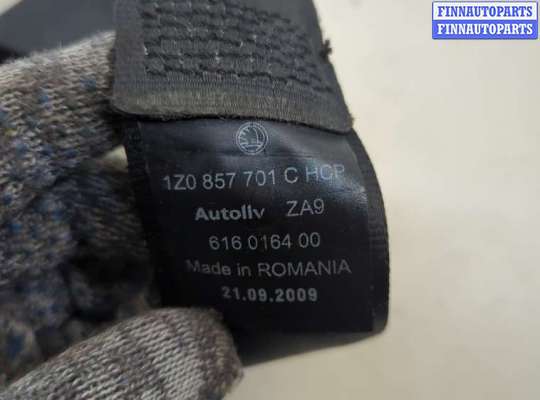 FINNAUTOPARTS
FINNAUTOPARTS
1Z0 857 701 C HCP
Autoliv ZA9
616 0164 00
Made in ROMANIA
21.09.2009